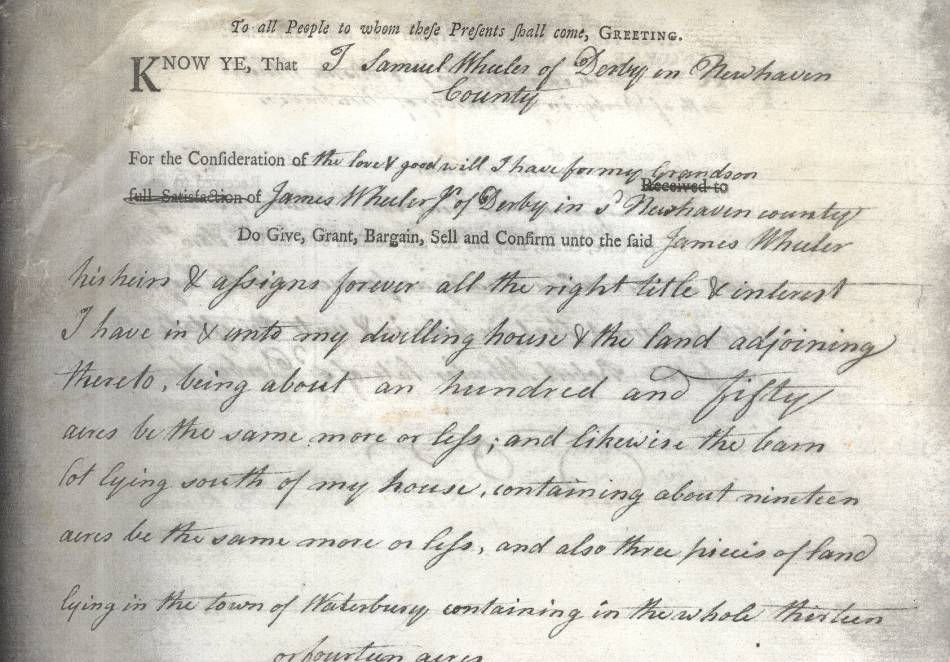 To all People to whom theſe Preſents ſhall come, GREETING.
KNOW YE, That I Samuel Wheeler of Derby in Newhaven
County
For the Conſideration of the love & good will I have for my Grandson
Received to
full Satisfaction of James Wheeler Jr of Derby in sd Newhaven county
Do Give, Grant, Bargain, Sell and Confirm unto the ſaid James Wheeler
his heirs & aſsigns forever all the right title & interest
I have in & unto my dwelling house & the land adjoining
thereto, being about an hundred and fifty
acres be the same more or leſs; and likewise the barn
lot lying south of my house, containing about nineteen
acres be the same more or leſs, and also three pieces of land
lying in the town of Waterbury containing in the whole thirteen
or fourteen acres